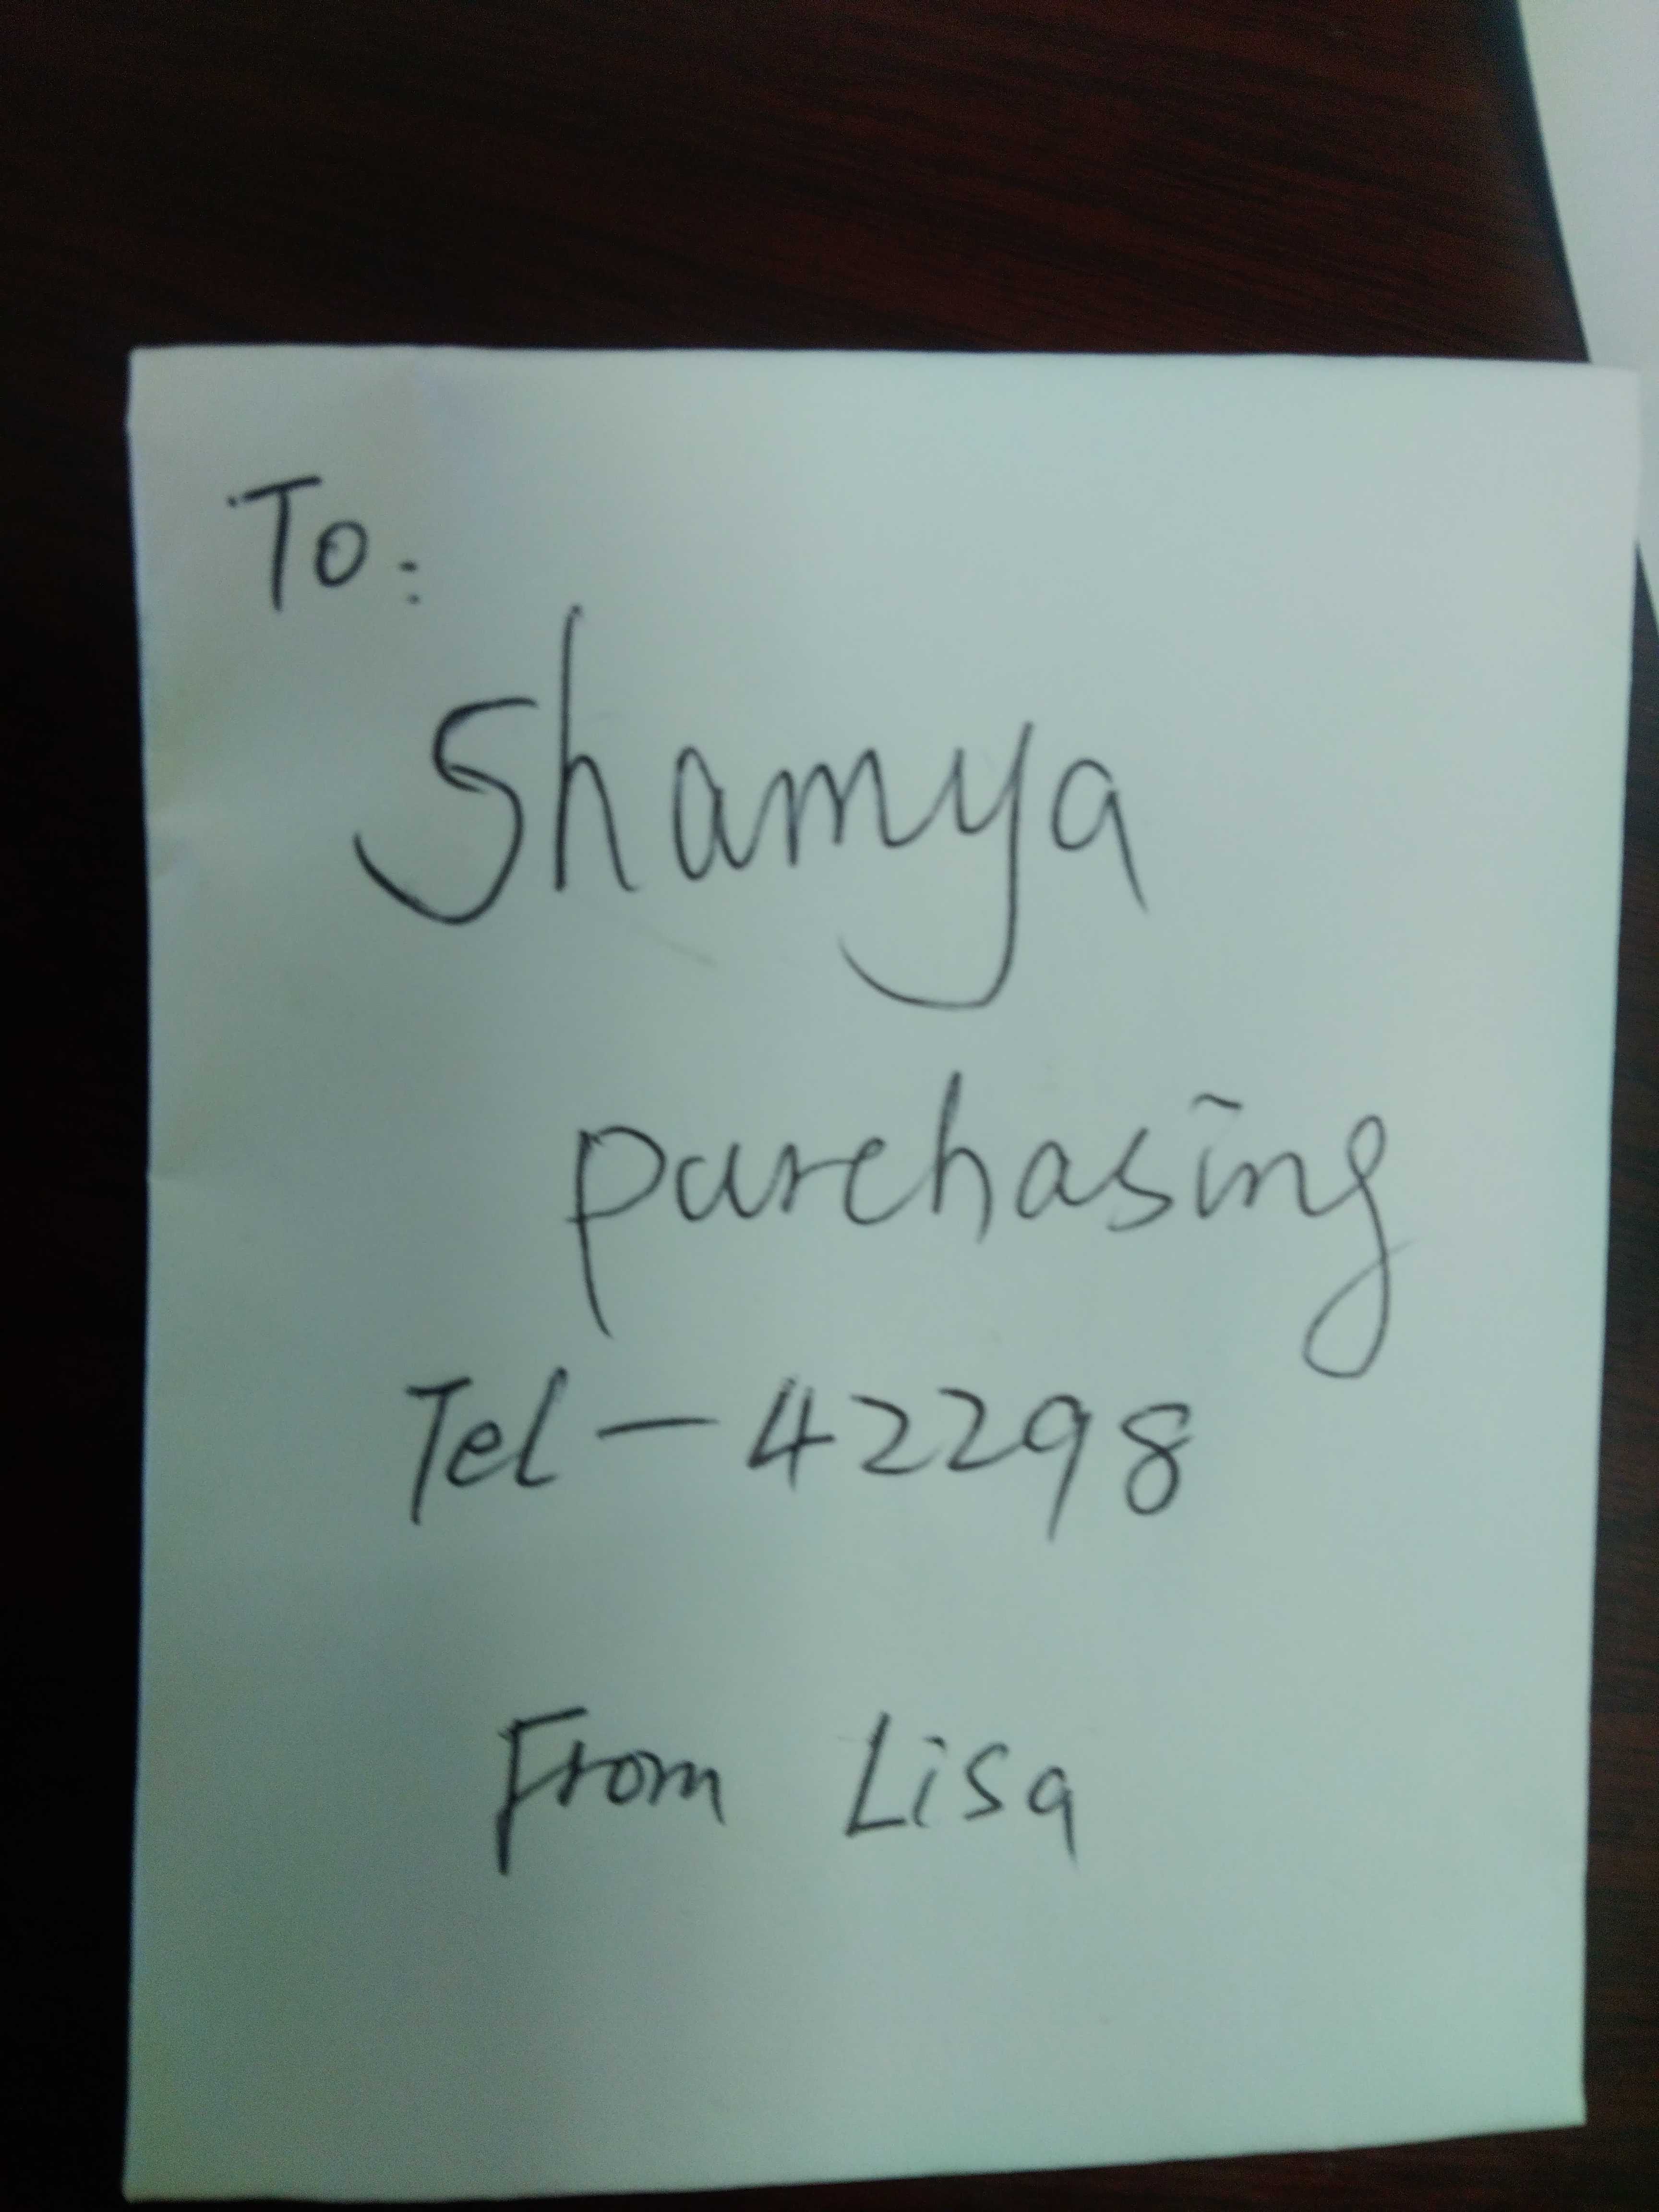 To:
Shamya
purchasing
Tel - 42298
From Lisa